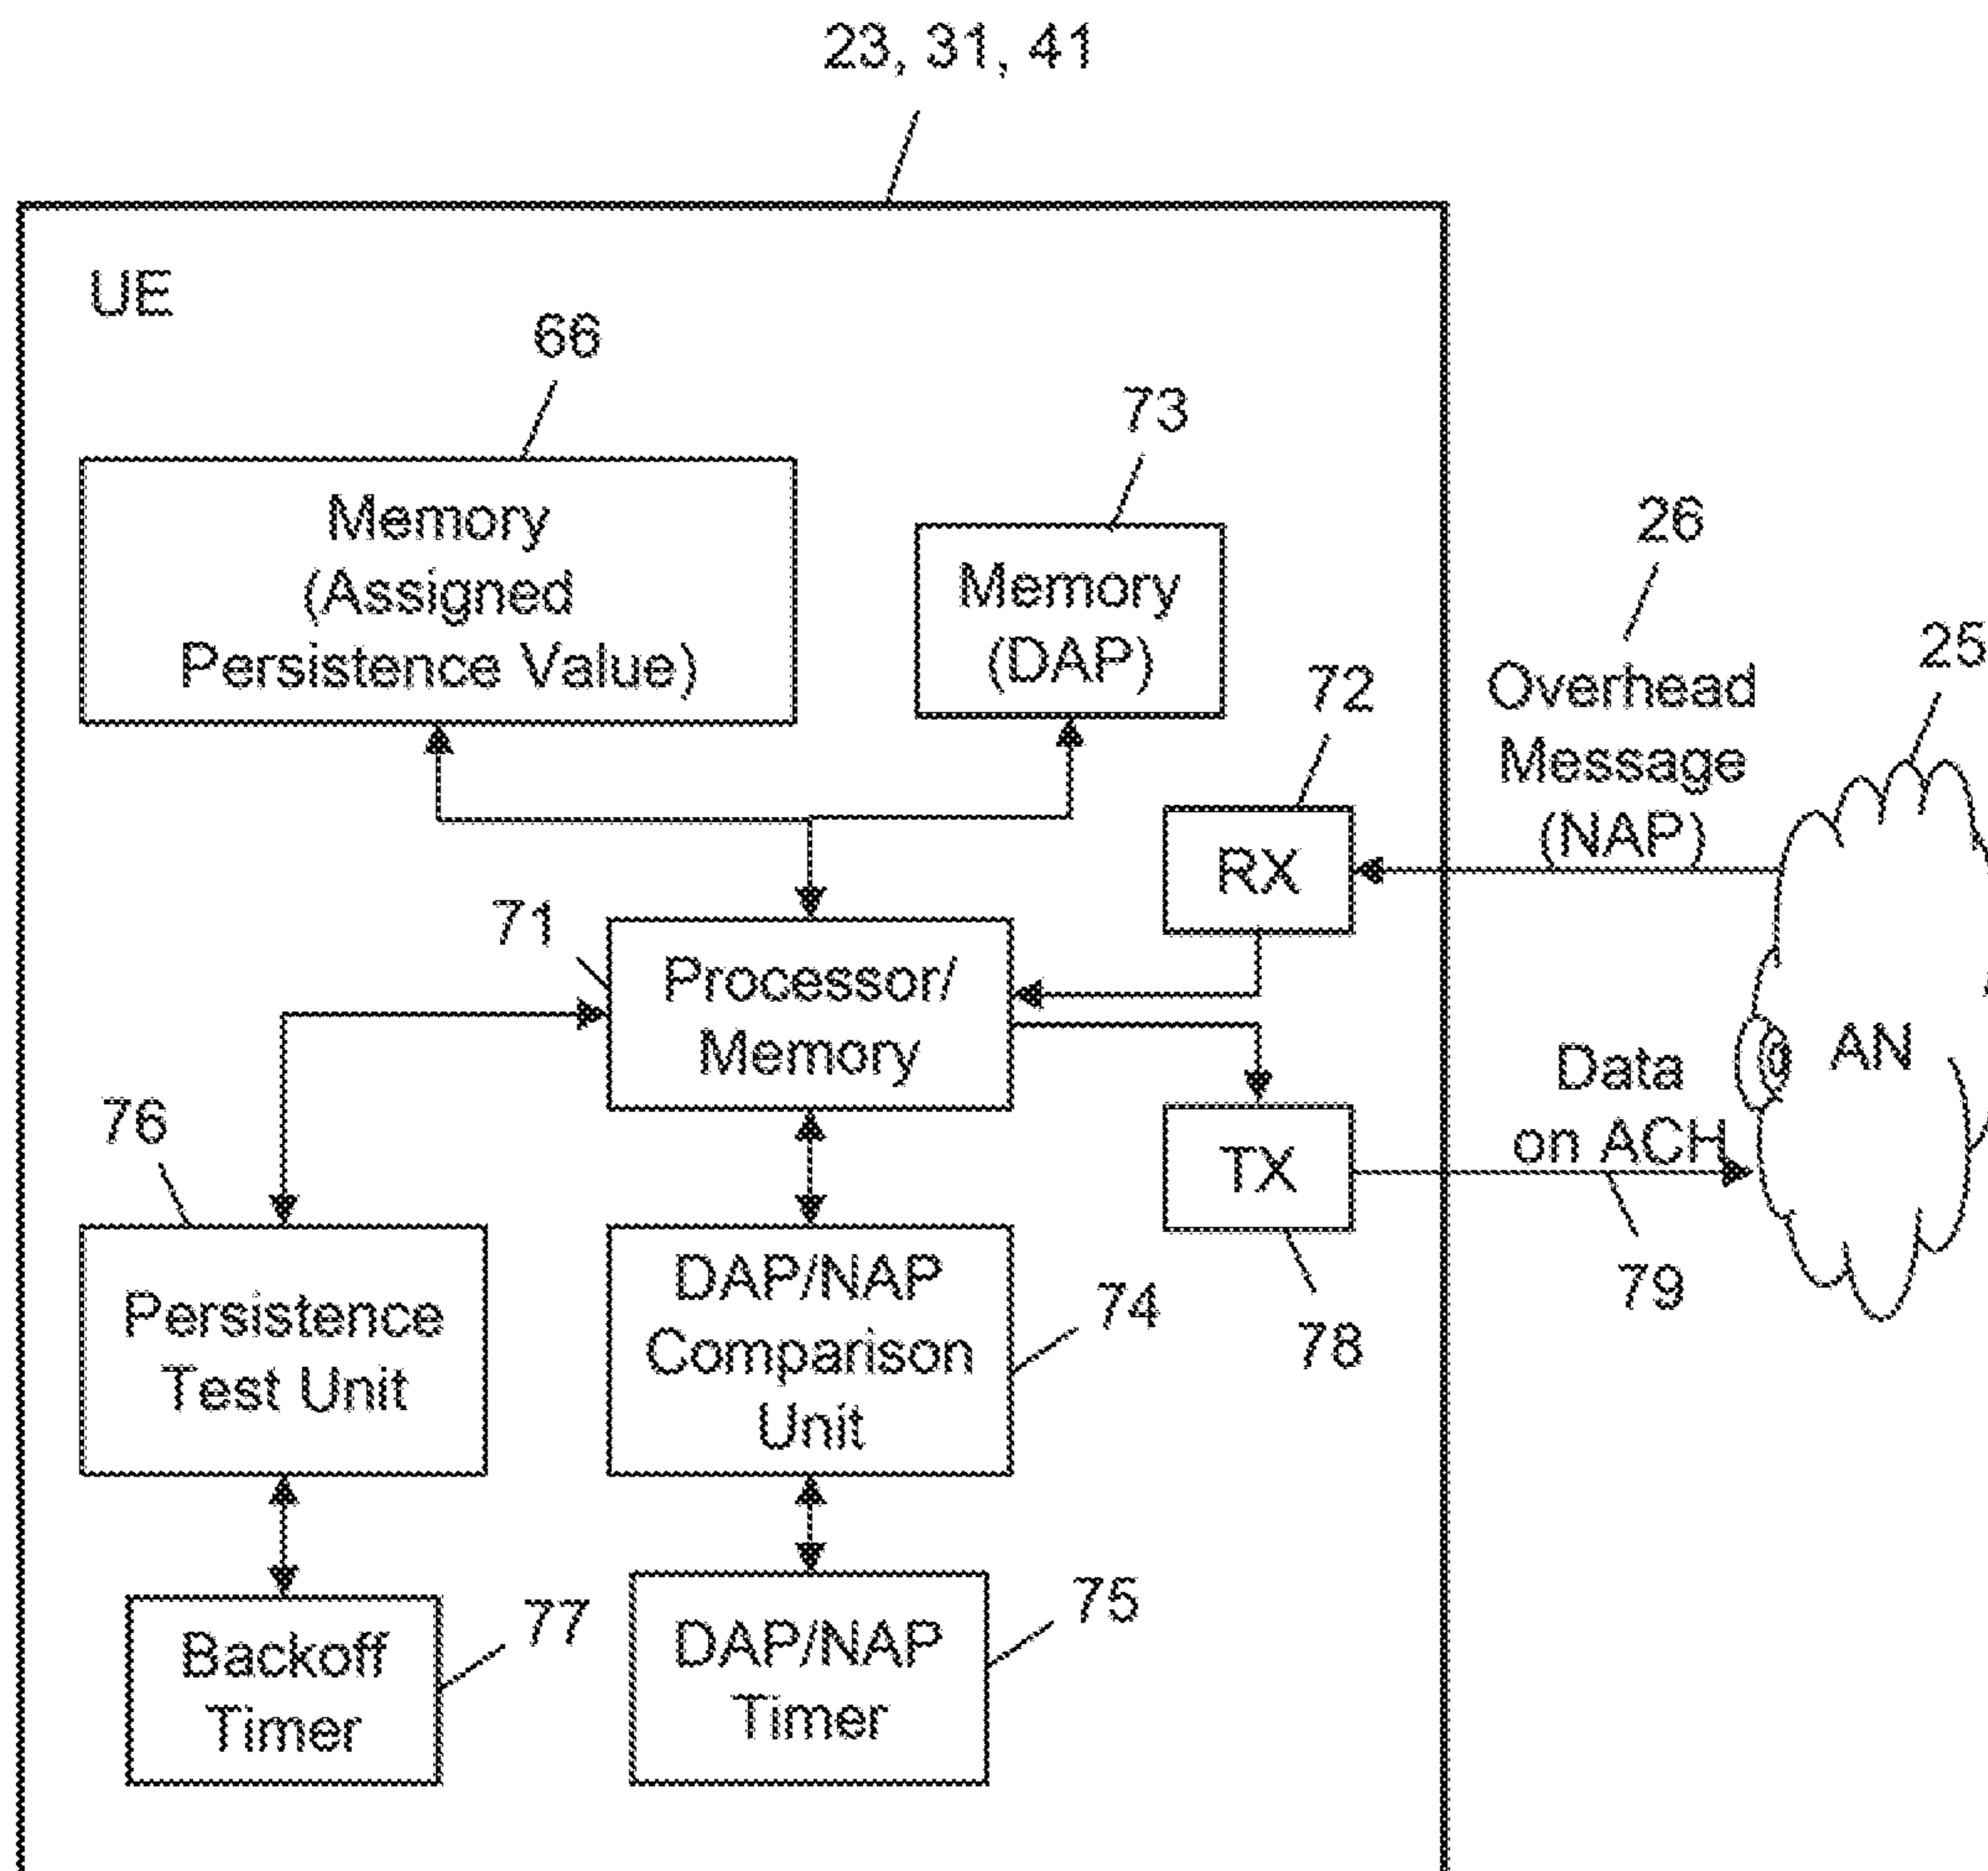 23, 31, 41
UE
66
73
Memory
(Assigned
Persistence Value)
Memory
(DAP)
26
25
72
Overhead
Message
(NAP)
RX
71
Processor/
Memory
AN
Data
on ACH
76
TX
79
Persistence
Test Unit
DAP/NAP
Comparison
Unit
74
78
77
75
Backoff
Timer
DAP/NAP
Timer